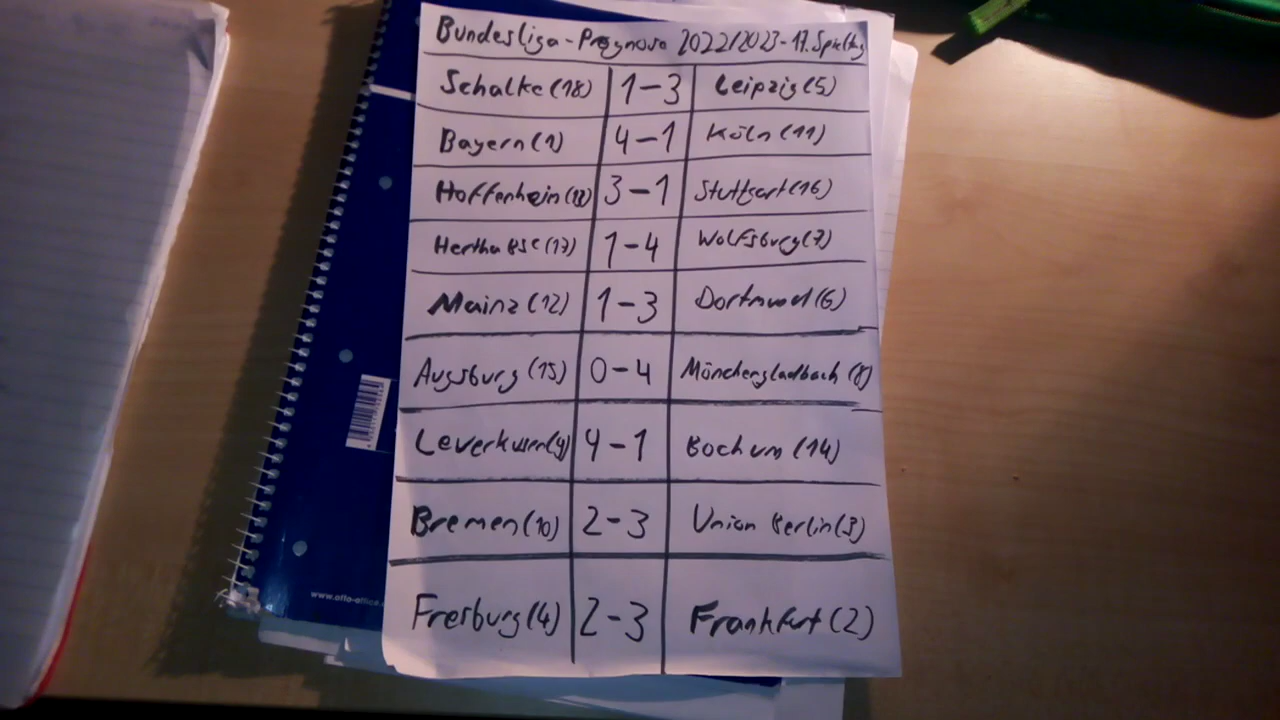 Bundesliga-Prognose 2022/2023-17.Spieltag
Schalke (18) 1-3 Leipzig (5)
Bayern (1) 4-1 Köln (11)
Hoffenheim (13) 3-1 Stuttgart (16)
Hertha BSC (17) 1-4 Wolfsburg (7)
Mainz (12) 1-3 Dortmund (6)
Augsburg (15) 0-4 Mönchengladbach (8)
Leverkusen (9) 4-1 Bochum (14)
Bremen (10) 2-3 Union Berlin (3)
Freiburg (4) 2-3 Frankfurt (2)